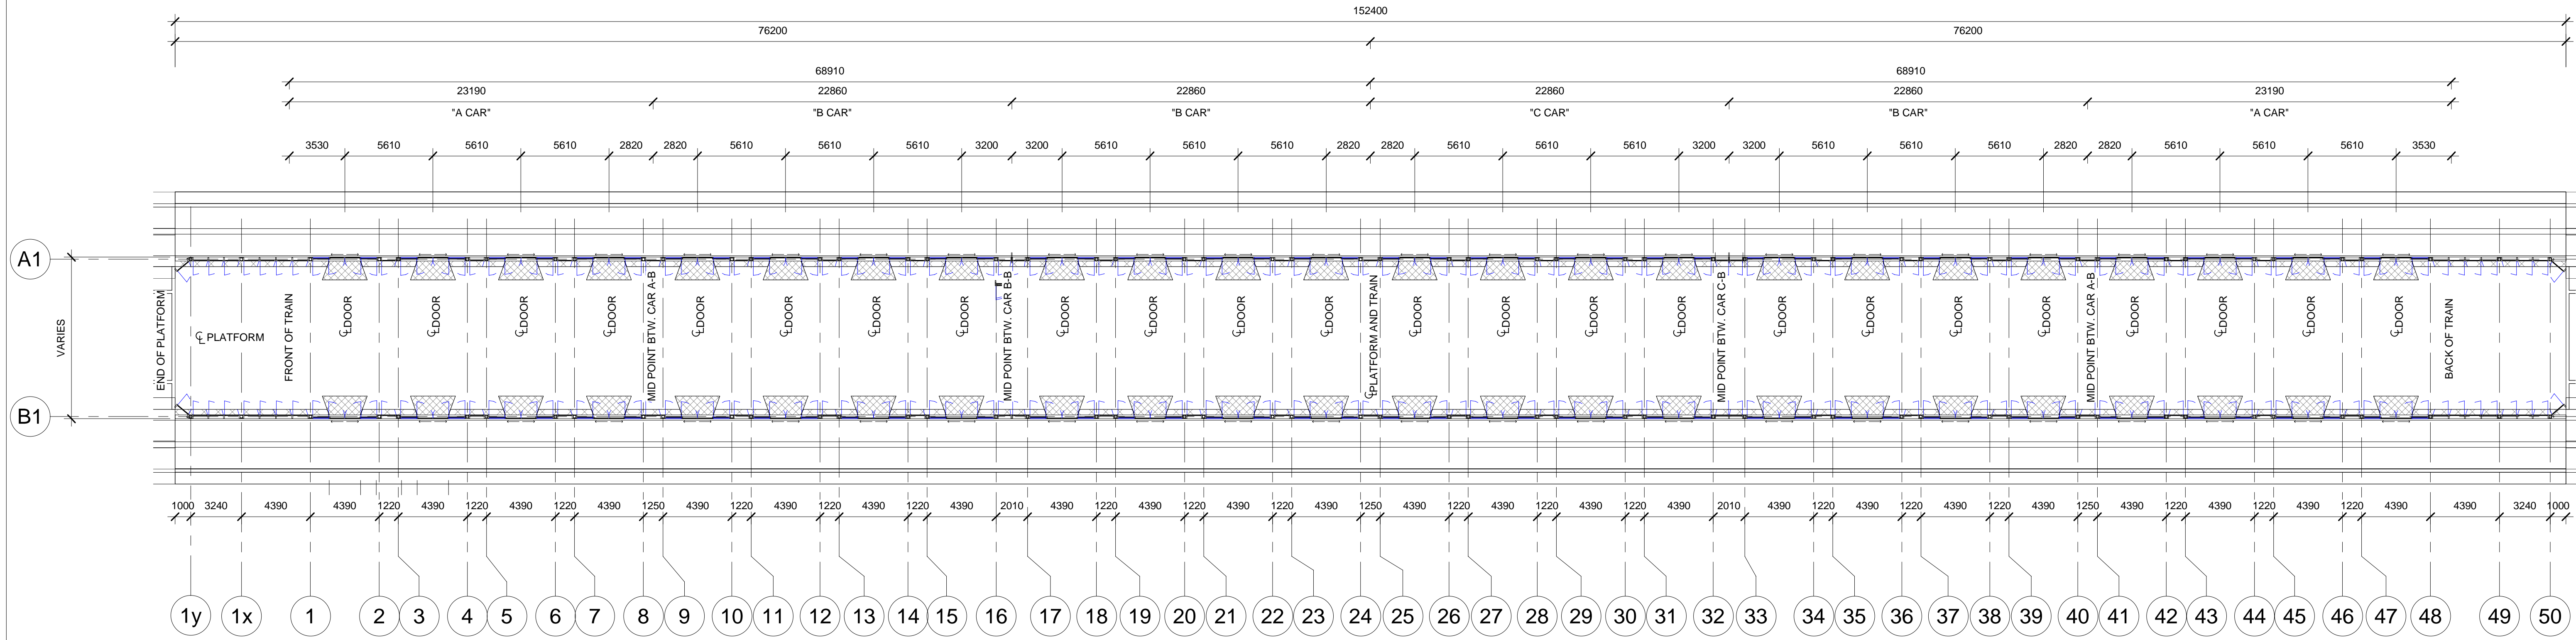 152400
76200 76200
68910 68910
23190 22860 22860 22860 22860 23190
"A CAR" "B CAR" "B CAR" "C CAR" "B CAR" "A CAR"
3530 5610 5610 5610 2820 2820 5610 5610 5610 3200 3200 5610 5610 5610 2820 2820 5610 5610 5610 3200 3200 5610 5610 5610 2820 2820 5610 5610 5610 3530
A1
VARIES
B1
END OF PLATFORM
℄ PLATFORM
FRONT OF TRAIN
℄ DOOR
℄ DOOR
℄ DOOR
℄ DOOR
MID POINT BTW. CAR A-B
℄ DOOR
℄ DOOR
℄ DOOR
℄ DOOR
MID POINT BTW. CAR B-B
℄ DOOR
℄ DOOR
℄ DOOR
℄ DOOR
℄ PLATFORM AND TRAIN
℄ DOOR
℄ DOOR
℄ DOOR
℄ DOOR
MID POINT BTW. CAR C-B
℄ DOOR
℄ DOOR
℄ DOOR
℄ DOOR
MID POINT BTW. CAR A-B
℄ DOOR
℄ DOOR
℄ DOOR
℄ DOOR
BACK OF TRAIN
1000 3240 4390 4390 1220 4390 1220 4390 1220 4390 1250 4390 1220 4390 1220 4390 1220 4390 2010 4390 1220 4390 1220 4390 1220 4390 1250 4390 1220 4390 1220 4390 1220 4390 2010 4390 1220 4390 1220 4390 1220 4390 1250 4390 1220 4390 1220 4390 1220 4390 4390 3240 1000
1y 1x 1 2 3 4 5 6 7 8 9 10 11 12 13 14 15 16 17 18 19 20 21 22 23 24 25 26 27 28 29 30 31 32 33 34 35 36 37 38 39 40 41 42 43 44 45 46 47 48 49 50